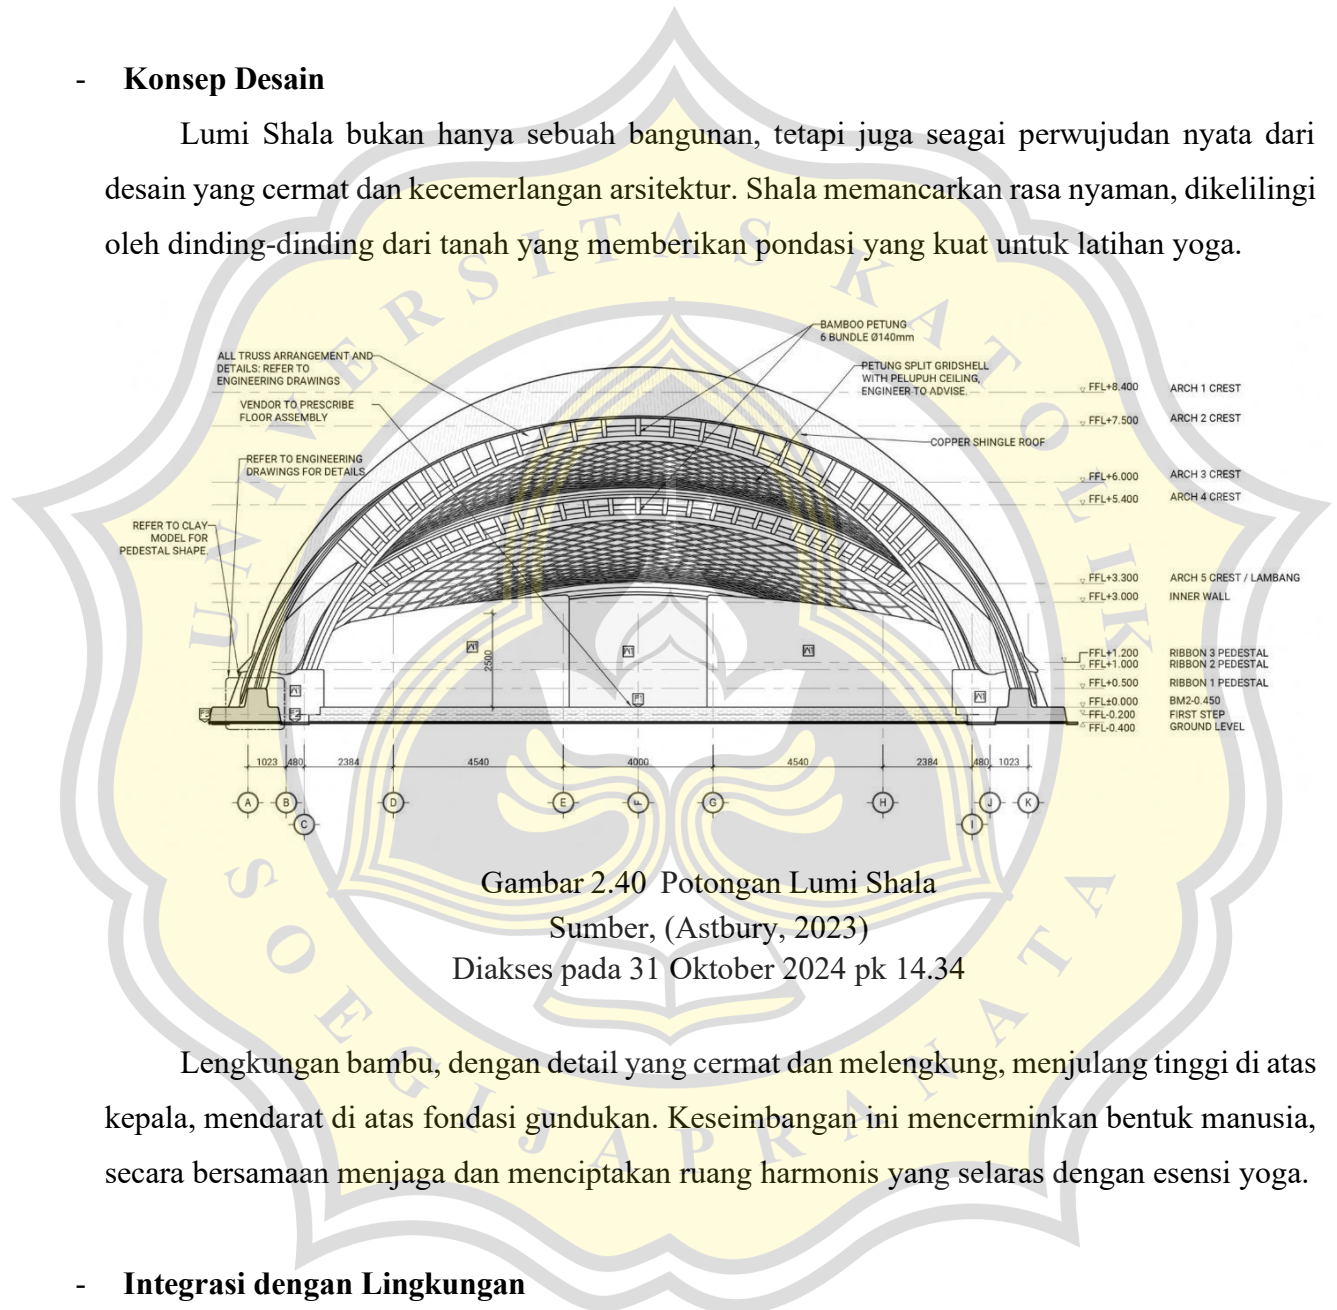 - Konsep Desain
Lumi Shala bukan hanya sebuah bangunan, tetapi juga seagai perwujudan nyata dari
desain yang cermat dan kecemerlangan arsitektur. Shala memancarkan rasa nyaman, dikelilingi
oleh dinding-dinding dari tanah yang memberikan pondasi yang kuat untuk latihan yoga.
UNIVERSITAS KATOLIK
SOEGIJAPRANATA
BAMBOO PETUNG
6 BUNDLE Ø140mm
ALL TRUSS ARRANGEMENT AND
DETAILS: REFER TO
ENGINEERING DRAWINGS
PETUNG SPLIT GRIDSHELL
WITH PELUPUH CEILING,
ENGINEER TO ADVISE.
VENDOR TO PRESCRIBE
FLOOR ASSEMBLY
COPPER SHINGLE ROOF
REFER TO ENGINEERING
DRAWINGS FOR DETAILS
REFER TO CLAY
MODEL FOR
PEDESTAL SHAPE.
FFL+8.400 ARCH 1 CREST
FFL+7.500 ARCH 2 CREST
FFL+6.000 ARCH 3 CREST
FFL+5.400 ARCH 4 CREST
FFL+3.300 ARCH 5 CREST / LAMBANG
FFL+3.000 INNER WALL
FFL+1.200 RIBBON 3 PEDESTAL
FFL+1.000 RIBBON 2 PEDESTAL
FFL+0.500 RIBBON 1 PEDESTAL
FFL±0.000 BM2-0.450
FFL-0.200 FIRST STEP
FFL-0.400 GROUND LEVEL
2500
1023 480 2384 4540 4000 4540 2384 480 1023
A B C D E F G H I J K
Gambar 2.40 Potongan Lumi Shala
Sumber, (Astbury, 2023)
Diakses pada 31 Oktober 2024 pk 14.34
Lengkungan bambu, dengan detail yang cermat dan melengkung, menjulang tinggi di atas
kepala, mendarat di atas fondasi gundukan. Keseimbangan ini mencerminkan bentuk manusia,
secara bersamaan menjaga dan menciptakan ruang harmonis yang selaras dengan esensi yoga.
- Integrasi dengan Lingkungan